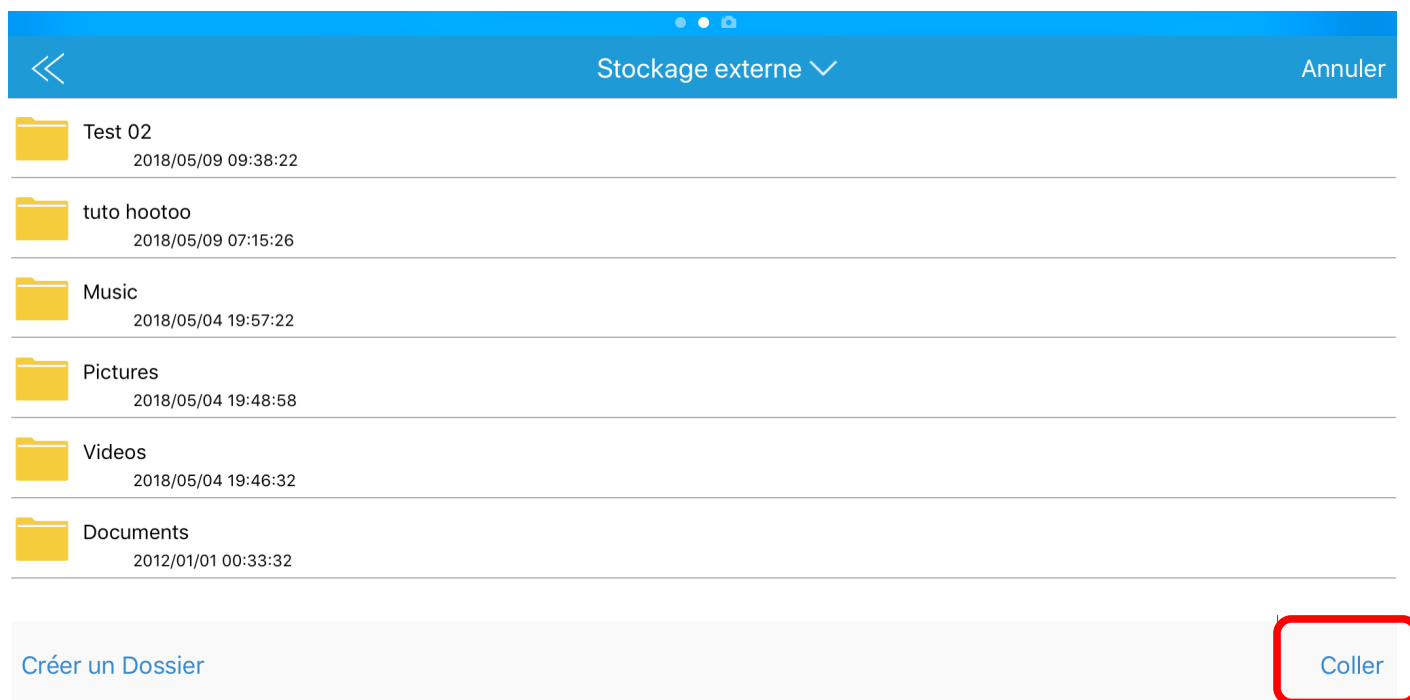 Stockage externe
Annuler
Test 02
2018/05/09 09:38:22
tuto hootoo
2018/05/09 07:15:26
Music
2018/05/04 19:57:22
Pictures
2018/05/04 19:48:58
Videos
2018/05/04 19:46:32
Documents
2012/01/01 00:33:32
Créer un Dossier
Coller